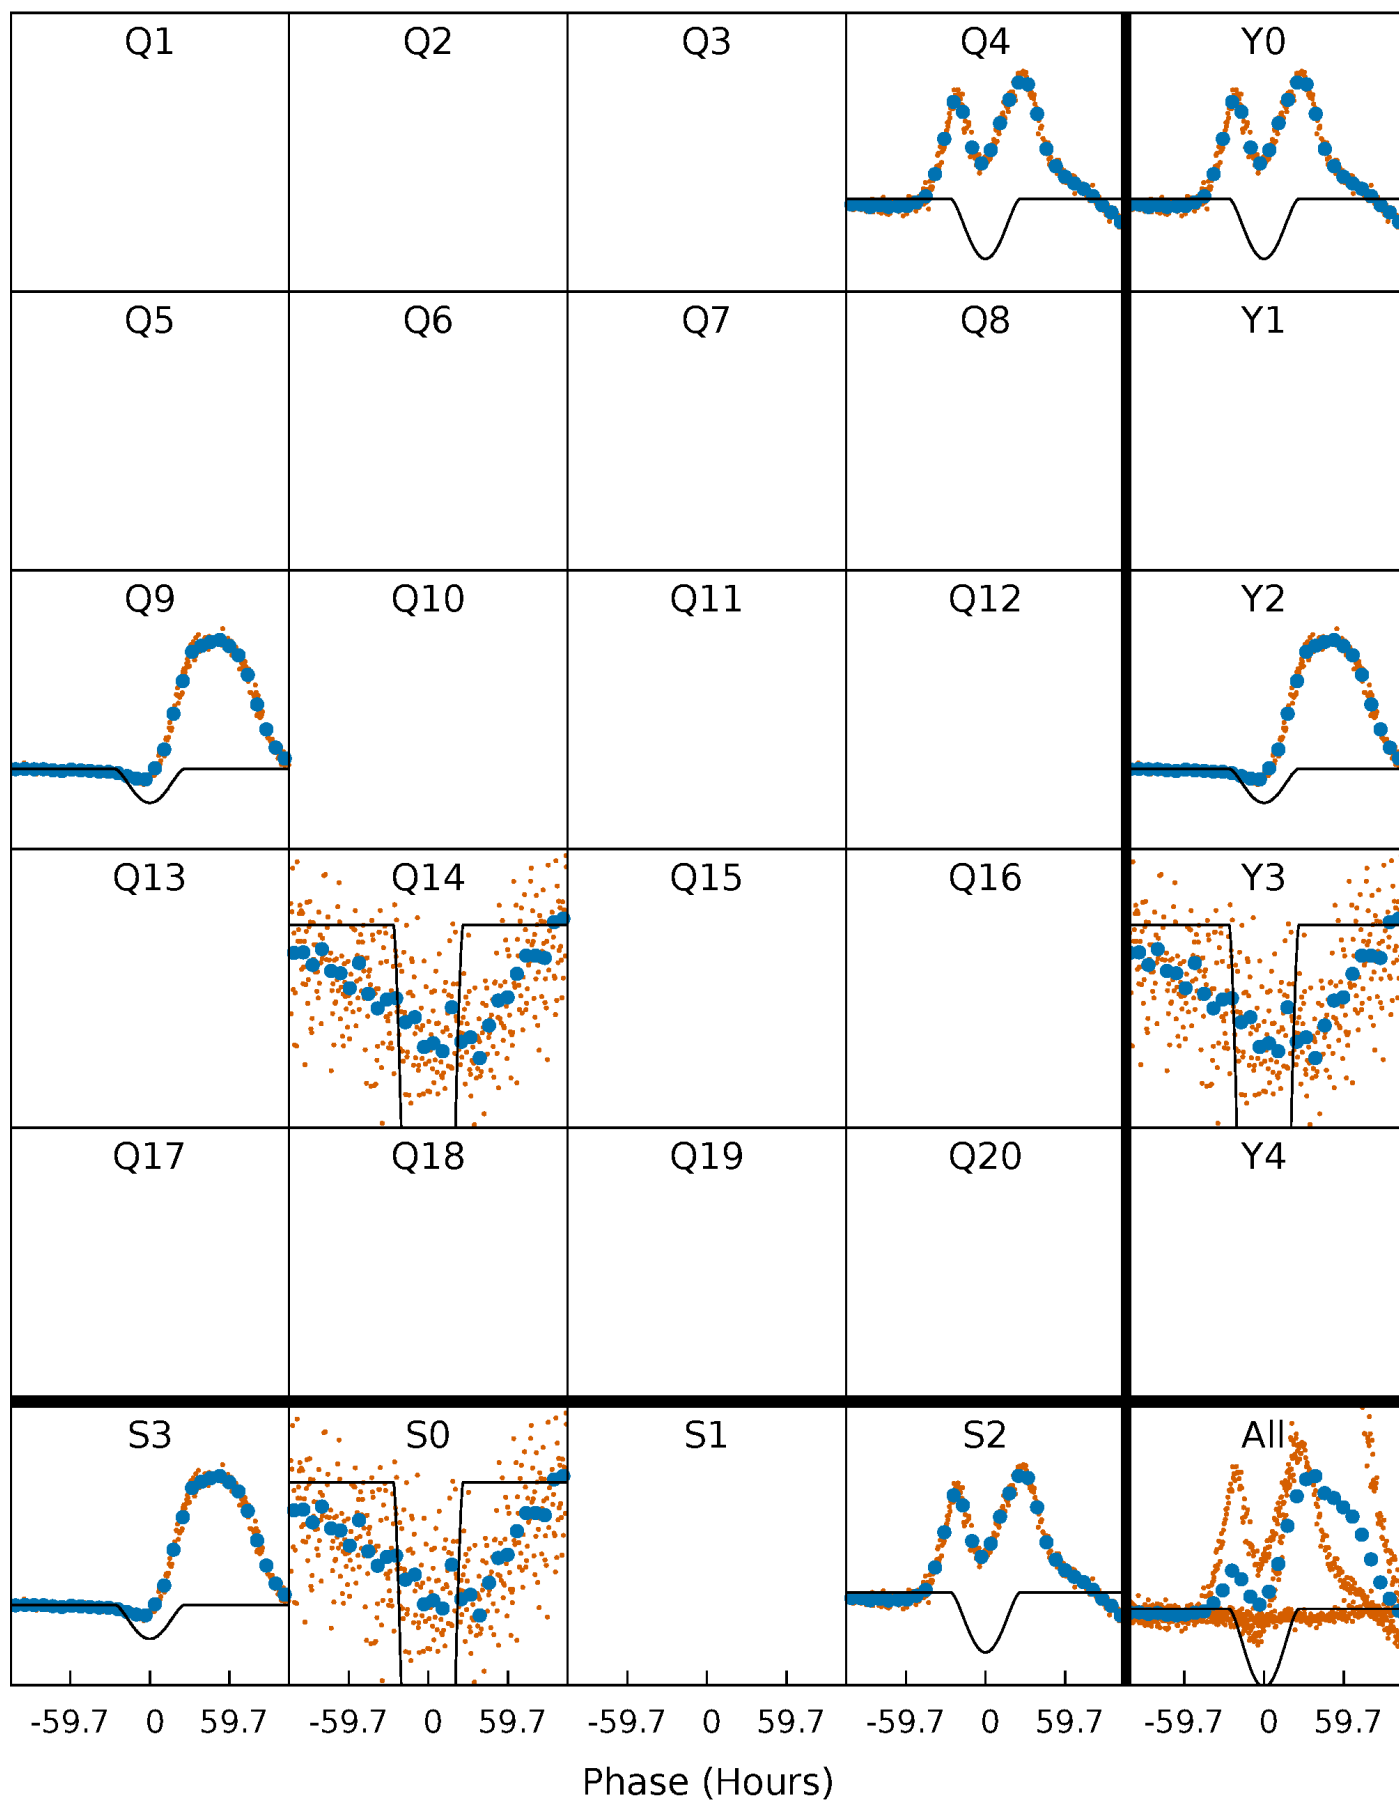 Q1 Q2 Q3 Q4 Y0
Q5 Q6 Q7 Q8 Y1
Q9 Q10 Q11 Q12 Y2
Q13 Q14 Q15 Q16 Y3
Q17 Q18 Q19 Q20 Y4
S3 S0 S1 S2 All
-59.7 0 59.7 -59.7 0 59.7 -59.7 0 59.7 -59.7 0 59.7 -59.7 0 59.7
Phase (Hours)